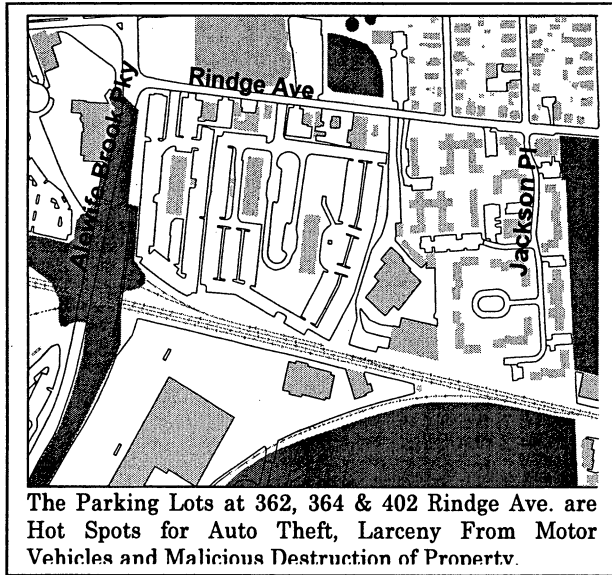 Rindge Ave
Alewife Brook Pky
Jackson Pl
The Parking Lots at 362, 364 & 402 Rindge Ave. are
Hot Spots for Auto Theft, Larceny From Motor
Vehicles and Malicious Destruction of Property.